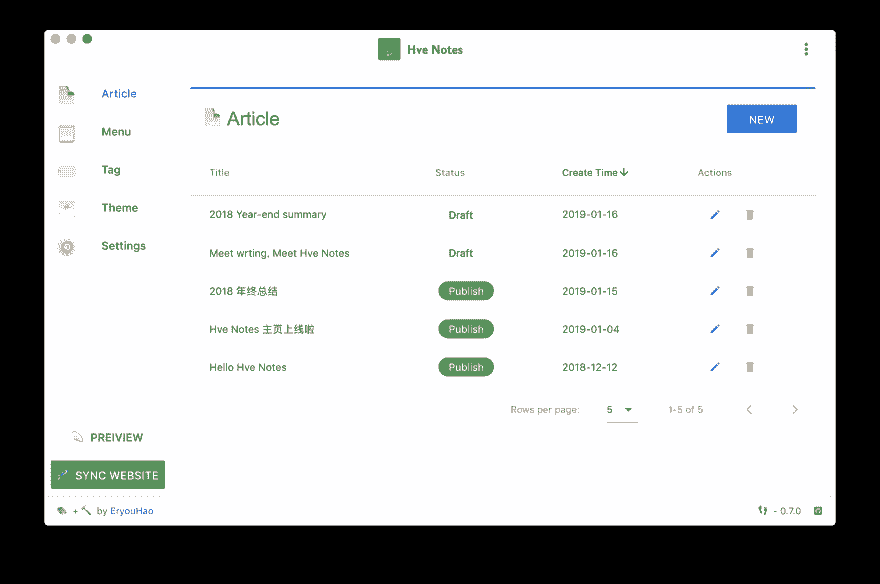 Hve Notes
Article
Menu
Tag
Theme
Settings
Article
NEW
Title Status Create Time Actions
2018 Year-end summary Draft 2019-01-16
Meet wrting, Meet Hve Notes Draft 2019-01-16
2018 年终总结 Publish 2019-01-15
Hve Notes 主页上线啦 Publish 2019-01-04
Hello Hve Notes Publish 2018-12-12
Rows per page: 5 1-5 of 5
PREIVIEW
SYNC WEBSITE
+ by EryouHao
- 0.7.0